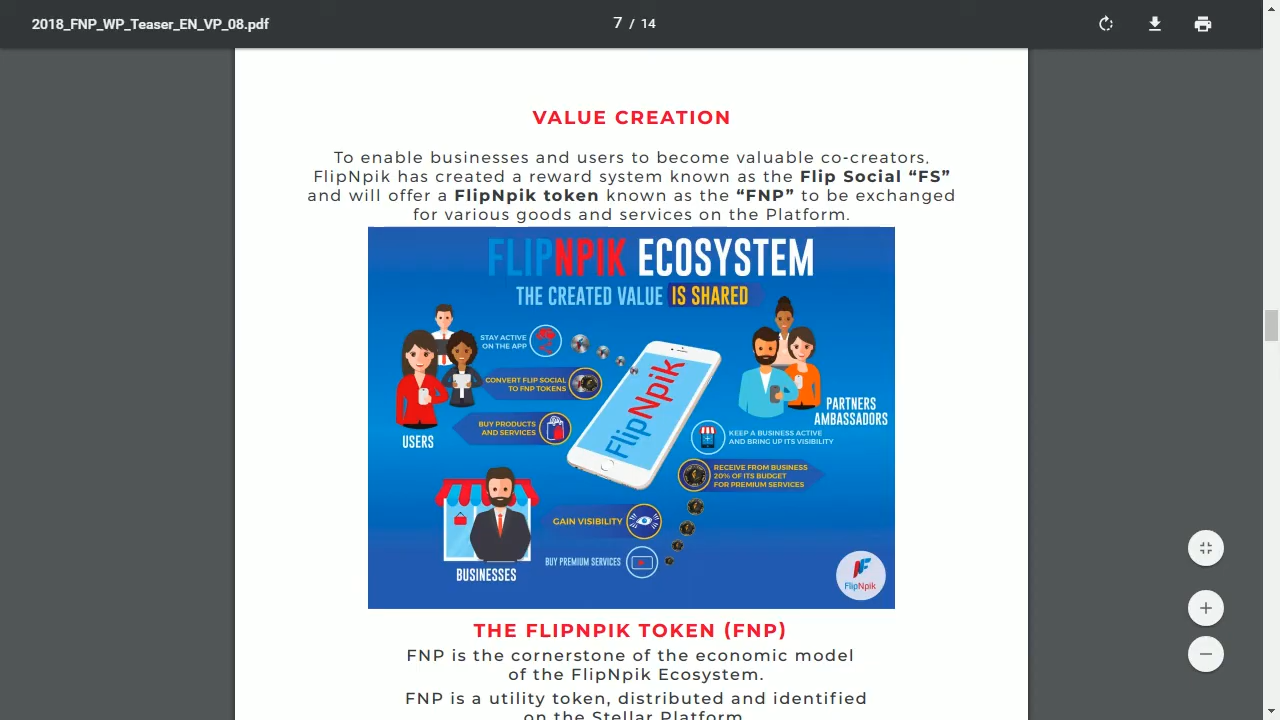 2018_FNP_WP_Teaser_EN_VP_08.pdf
7 / 14
VALUE CREATION
To enable businesses and users to become valuable co-creators,
FlipNpik has created a reward system known as the Flip Social “FS”
and will offer a FlipNpik token known as the “FNP” to be exchanged
for various goods and services on the Platform.
FLIPNPIK ECOSYSTEM
THE CREATED VALUE IS SHARED
STAY ACTIVE
ON THE APP
CONVERT FLIP SOCIAL
TO FNP TOKENS
BUY PRODUCTS
AND SERVICES
USERS
FlipNpik
PARTNERS
AMBASSADORS
KEEP A BUSINESS ACTIVE
AND BRING UP ITS VISIBILITY
RECEIVE FROM BUSINESS
20% OF ITS BUDGET
FOR PREMIUM SERVICES
GAIN VISIBILITY
BUY PREMIUM SERVICES
BUSINESSES
FlipNpik
THE FLIPNPIK TOKEN (FNP)
FNP is the cornerstone of the economic model
of the FlipNpik Ecosystem.
FNP is a utility token, distributed and identified
on the Stellar Platform